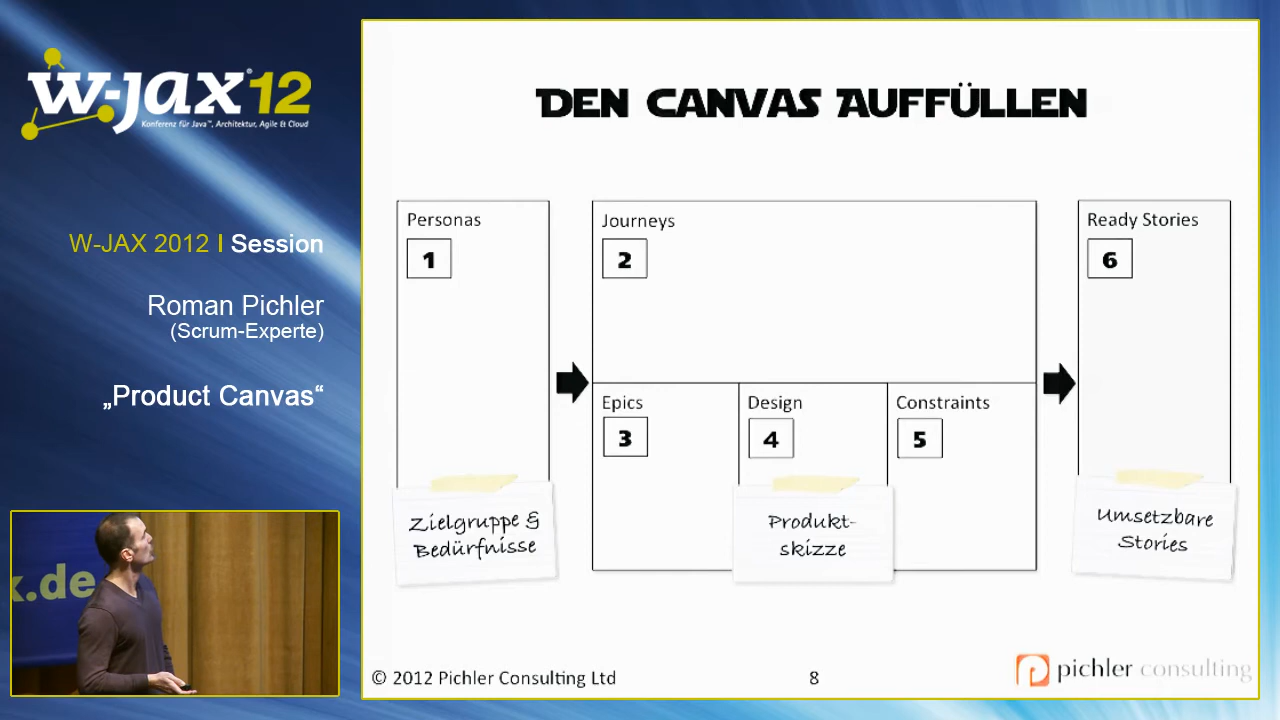 w-jax® 12
Konferenz für Java™, Architektur, Agile & Cloud
W-JAX 2012 I Session
Roman Pichler
(Scrum-Experte)
„Product Canvas“
x.de
DEN CANVAS AUFFÜLLEN
Personas
1
Journeys
2
Epics
3
Design
4
Constraints
5
Ready Stories
6
Zielgruppe &
Bedürfnisse
Produkt-
skizze
Umsetzbare
Stories
© 2012 Pichler Consulting Ltd
8
pichler consulting